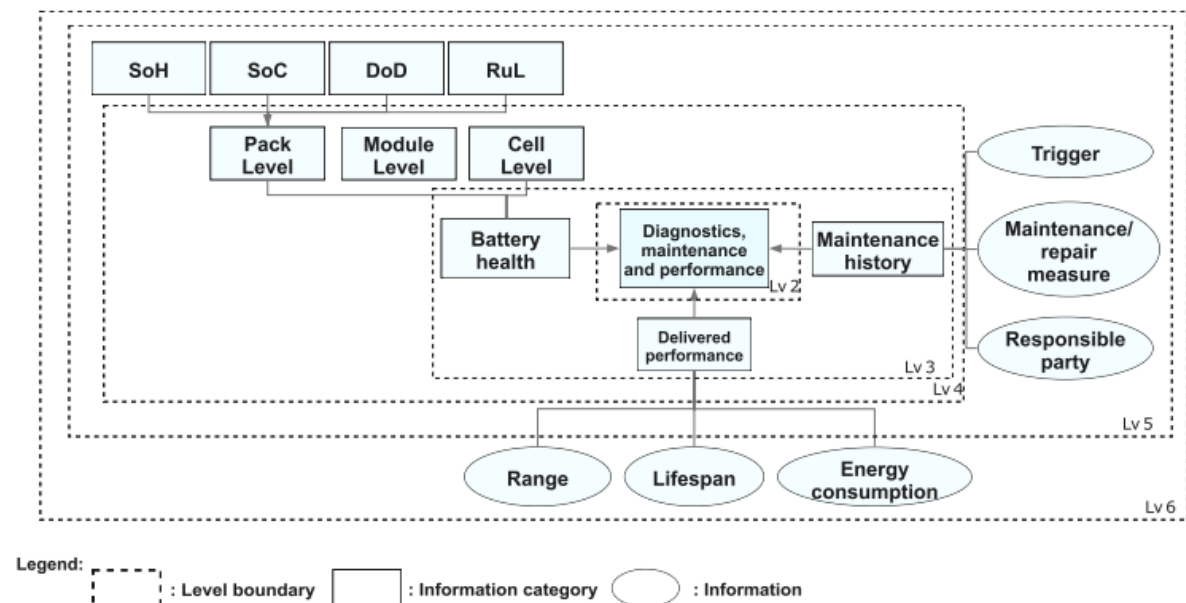 SoH
SoC
DoD
RuL
Pack
Level
Module
Level
Cell
Level
Trigger
Battery
health
Diagnostics,
maintenance
and performance
Lv 2
Maintenance
history
Maintenance/
repair
measure
Delivered
performance
Lv 3
Responsible
party
Lv 4
Lv 5
Range
Lifespan
Energy
consumption
Lv 6
Legend:
: Level boundary
: Information category
: Information